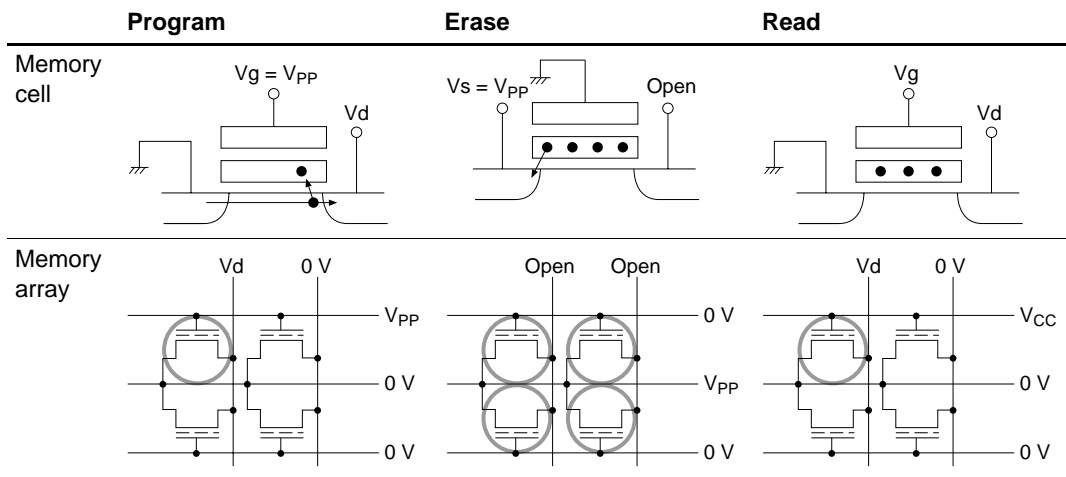 Program Erase Read
Memory
cell
Vg = VPP
Vd
Vs = VPP
Open
Vg
Vd
Memory
array
Vd 0 V
VPP
0 V
0 V
Open Open
0 V
VPP
0 V
Vd 0 V
VCC
0 V
0 V